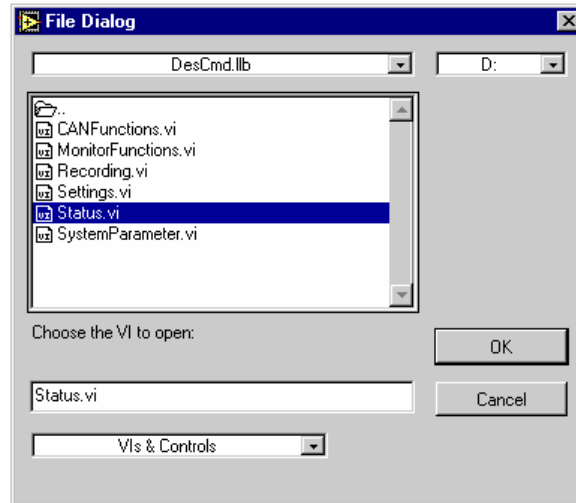 File Dialog
DesCmd.llb
D:
..
CANFunctions.vi
MonitorFunctions.vi
Recording.vi
Settings.vi
Status.vi
SystemParameter.vi
Choose the VI to open:
OK
Status.vi
Cancel
VIs & Controls